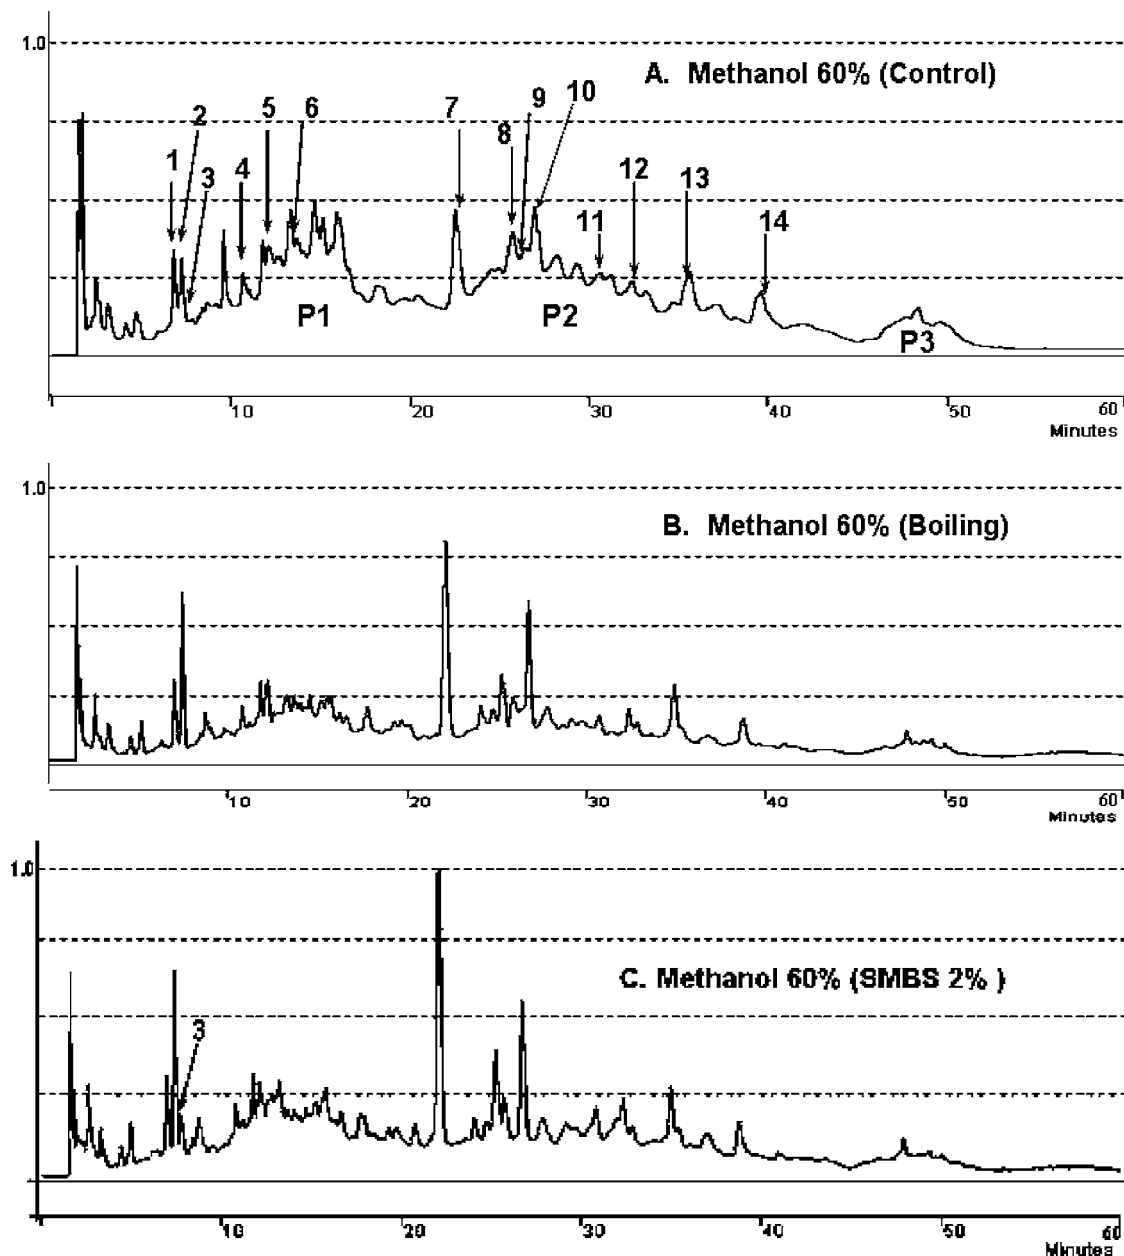 1.0
A. Methanol 60% (Control)
1 2 3 4 5 6 7 8 9 10 11 12 13 14
P1 P2 P3
10 20 30 40 50 60
Minutes
1.0
B. Methanol 60% (Boiling)
10 20 30 40 50 60
Minutes
1.0
C. Methanol 60% (SMBS 2% )
3
10 20 30 40 50 60
Minutes